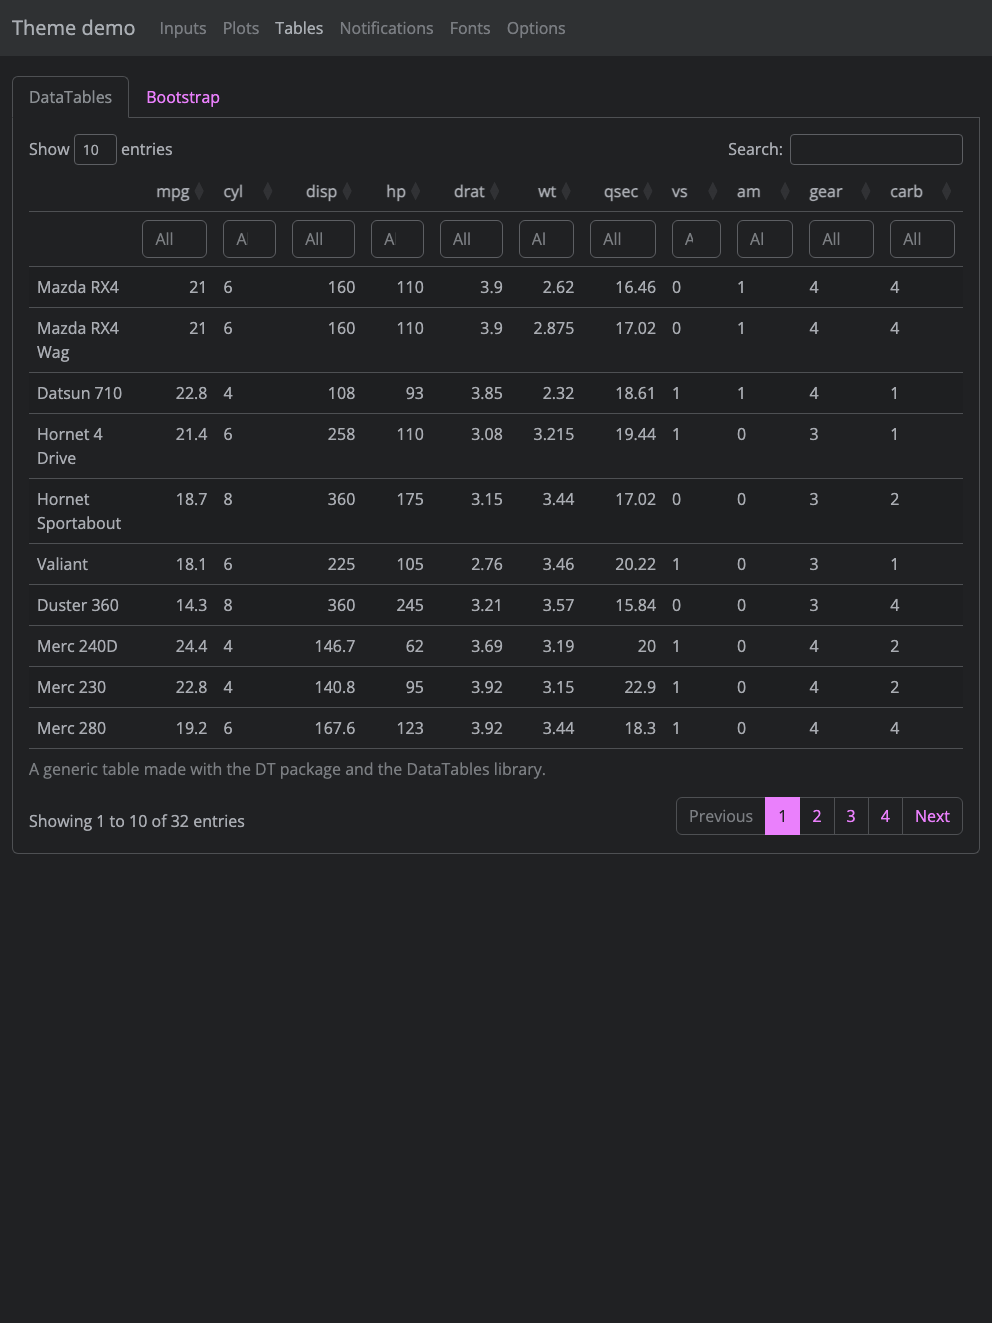 Theme demo Inputs Plots Tables Notifications Fonts Options
DataTables Bootstrap
Show 10 entries Search:
mpg cyl disp hp drat wt qsec vs am gear carb
All Al All Al All Al All A Al All All
Mazda RX4 21 6 160 110 3.9 2.62 16.46 0 1 4 4
Mazda RX4 21 6 160 110 3.9 2.875 17.02 0 1 4 4
Wag
Datsun 710 22.8 4 108 93 3.85 2.32 18.61 1 1 4 1
Hornet 4 21.4 6 258 110 3.08 3.215 19.44 1 0 3 1
Drive
Hornet 18.7 8 360 175 3.15 3.44 17.02 0 0 3 2
Sportabout
Valiant 18.1 6 225 105 2.76 3.46 20.22 1 0 3 1
Duster 360 14.3 8 360 245 3.21 3.57 15.84 0 0 3 4
Merc 240D 24.4 4 146.7 62 3.69 3.19 20 1 0 4 2
Merc 230 22.8 4 140.8 95 3.92 3.15 22.9 1 0 4 2
Merc 280 19.2 6 167.6 123 3.92 3.44 18.3 1 0 4 4
A generic table made with the DT package and the DataTables library.
Showing 1 to 10 of 32 entries Previous 1 2 3 4 Next